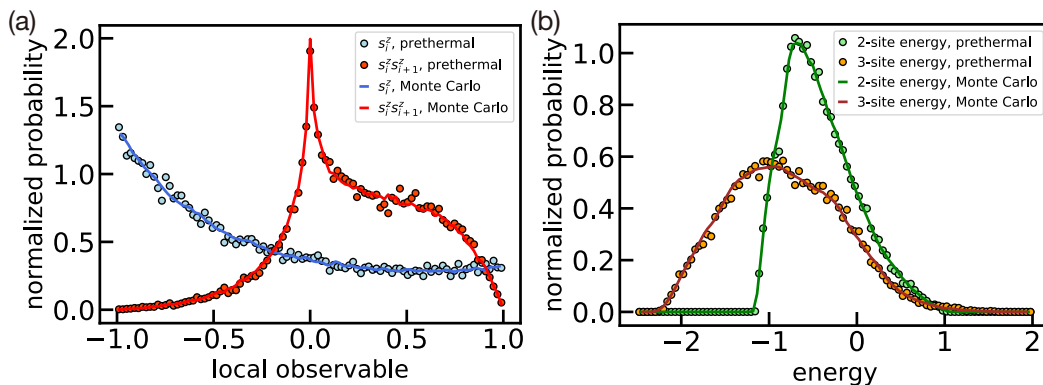 (a)
normalized probability
2.0
1.5
1.0
0.5
0.0
−1.0
−0.5
0.0
0.5
1.0
local observable
s_i^z, prethermal
s_i^z s_{i+1}^z, prethermal
s_i^z, Monte Carlo
s_i^z s_{i+1}^z, Monte Carlo
(b)
normalized probability
1.0
0.8
0.6
0.4
0.2
0.0
−2
−1
0
1
2
energy
2-site energy, prethermal
3-site energy, prethermal
2-site energy, Monte Carlo
3-site energy, Monte Carlo